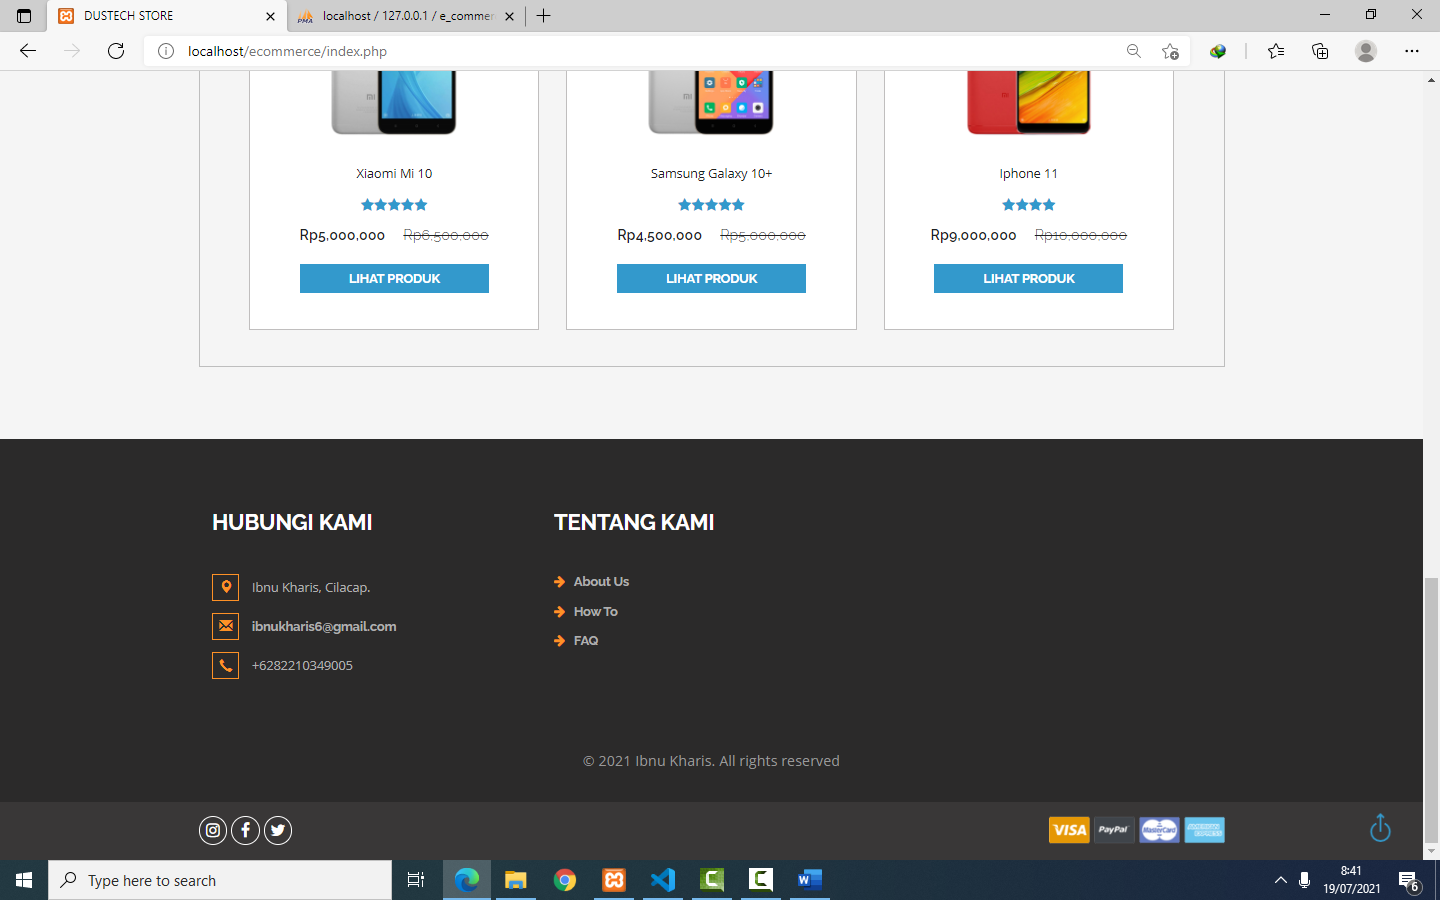 DUSTECH STORE
localhost / 127.0.0.1 / e_commer
localhost/ecommerce/index.php
Xiaomi Mi 10
Samsung Galaxy 10+
Iphone 11
Rp5,000,000 Rp6,500,000
Rp4,500,000 Rp5,000,000
Rp9,000,000 Rp10,000,000
LIHAT PRODUK
LIHAT PRODUK
LIHAT PRODUK
HUBUNGI KAMI
Ibnu Kharis, Cilacap.
ibnukharis6@gmail.com
+6282210349005
TENTANG KAMI
About Us
How To
FAQ
© 2021 Ibnu Kharis. All rights reserved
VISA
PayPal
MasterCard
Type here to search
8:41
19/07/2021
6